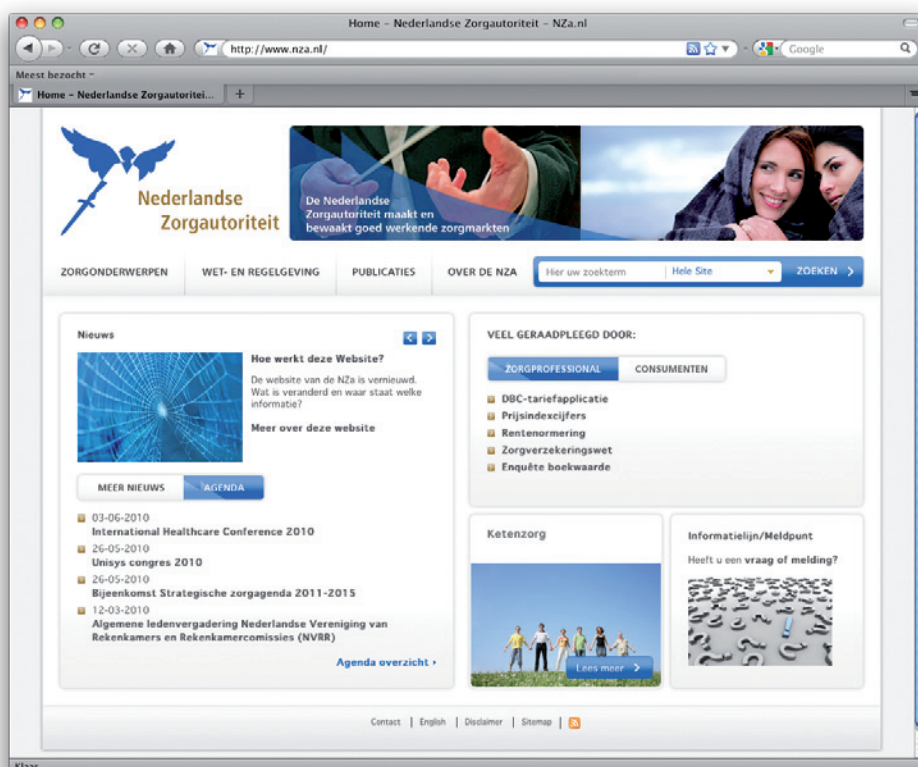 Home – Nederlandse Zorgautoriteit – NZa.nl
http://www.nza.nl/
Google
Meest bezocht
Home – Nederlandse Zorgautoritei...
+
Nederlandse
Zorgautoriteit
De Nederlandse
Zorgautoriteit maakt en
bewaakt goed werkende zorgmarkten
ZORGONDERWERPEN
WET- EN REGELGEVING
PUBLICATIES
OVER DE NZA
Hier uw zoekterm
Hele Site
ZOEKEN
Nieuws
Hoe werkt deze Website?
De website van de NZa is vernieuwd.
Wat is veranderd en waar staat welke
informatie?
Meer over deze website
MEER NIEUWS
AGENDA
03-06-2010
International Healthcare Conference 2010
26-05-2010
Unisys congres 2010
26-05-2010
Bijeenkomst Strategische zorgagenda 2011-2015
12-03-2010
Algemene ledenvergadering Nederlandse Vereniging van
Rekenkamers en Rekenkamercomissies (NVRR)
Agenda overzicht
VEEL GERAADPLEEGD DOOR:
ZORGPROFESSIONAL
CONSUMENTEN
DBC-tariefapplicatie
Prijsindexcijfers
Rentenormering
Zorgverzekeringswet
Enquête boekwaarde
Ketenzorg
Lees meer
Informatielijn/Meldpunt
Heeft u een vraag of melding?
Contact | English | Disclaimer | Sitemap |
Klaar